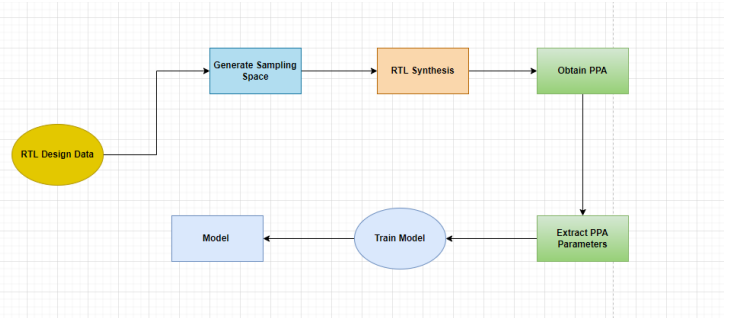 Generate Sampling
Space
RTL Synthesis
Obtain PPA
RTL Design Data
Model
Train Model
Extract PPA
Parameters